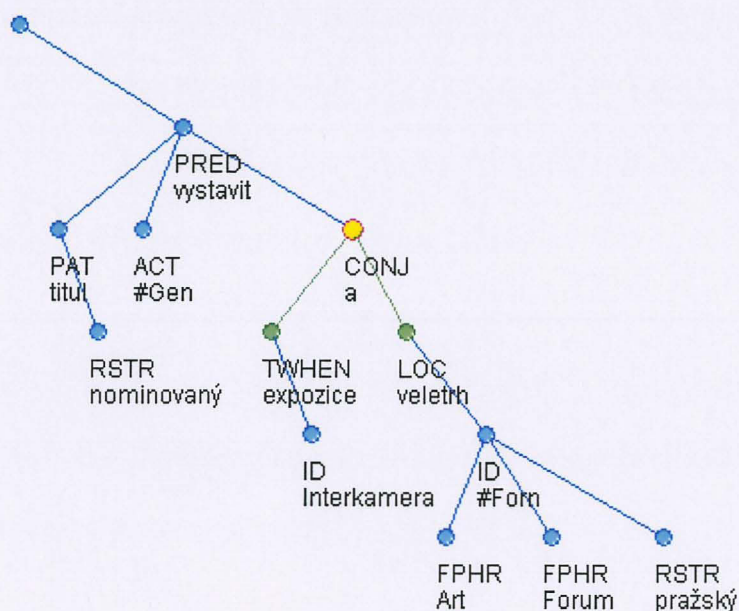 PRED
vystavit
PAT
titul
ACT
#Gen
CONJ
a
RSTR
nominovaný
TWHEN
expozice
LOC
veletrh
ID
Interkamera
ID
#Forn
FPHR
Art
FPHR
Forum
RSTR
pražský